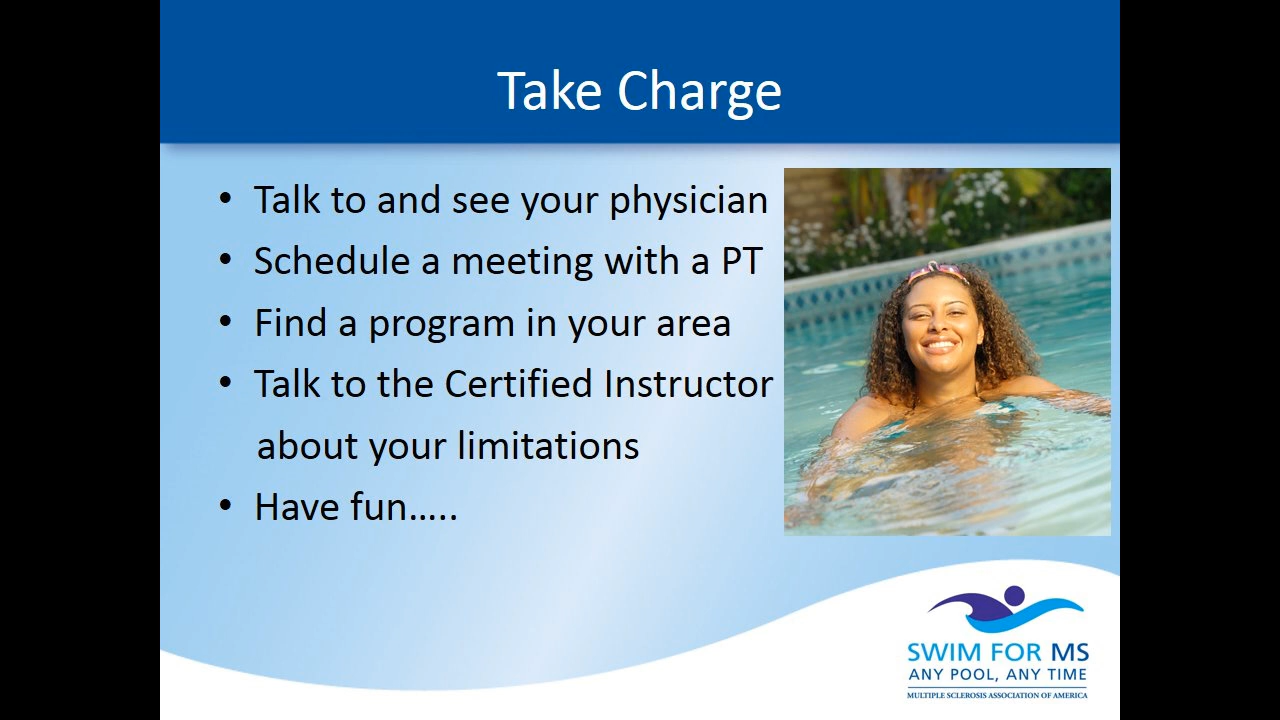 Take Charge
• Talk to and see your physician
• Schedule a meeting with a PT
• Find a program in your area
• Talk to the Certified Instructor
about your limitations
• Have fun…..
SWIM FOR MS
ANY POOL, ANY TIME
MULTIPLE SCLEROSIS ASSOCIATION OF AMERICA